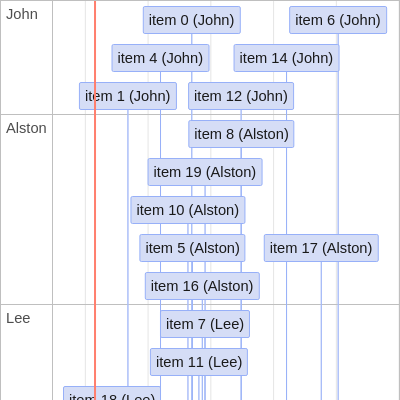 John
item 0 (John)
item 6 (John)
item 4 (John)
item 14 (John)
item 1 (John)
item 12 (John)
Alston
item 8 (Alston)
item 19 (Alston)
item 10 (Alston)
item 5 (Alston)
item 17 (Alston)
item 16 (Alston)
Lee
item 7 (Lee)
item 11 (Lee)
item 18 (Lee)